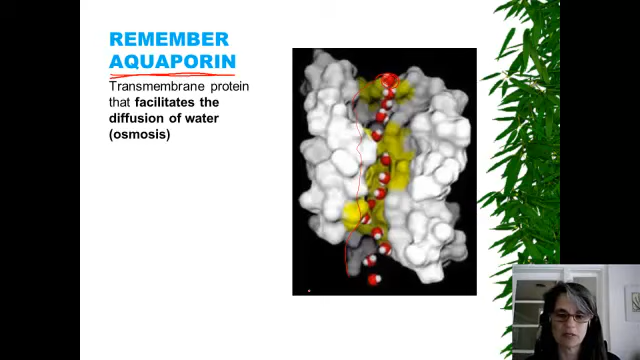 REMEMBER
AQUAPORIN
Transmembrane protein
that facilitates the
diffusion of water
(osmosis)